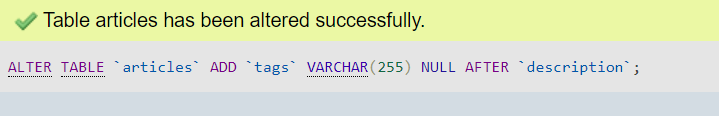 Table articles has been altered successfully.
ALTER TABLE `articles` ADD `tags` VARCHAR(255) NULL AFTER `description`;